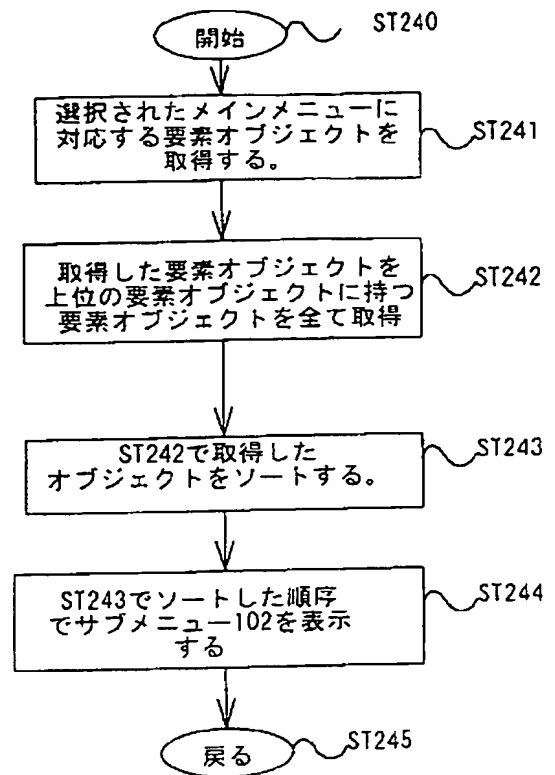 開始
ST240
選択されたメインメニューに
対応する要素オブジェクトを
取得する。
ST241
取得した要素オブジェクトを
上位の要素オブジェクトに持つ
要素オブジェクトを全て取得
ST242
ST242で取得した
オブジェクトをソートする。
ST243
ST243でソートした順序
でサブメニュー102を表示
する
ST244
戻る
ST245